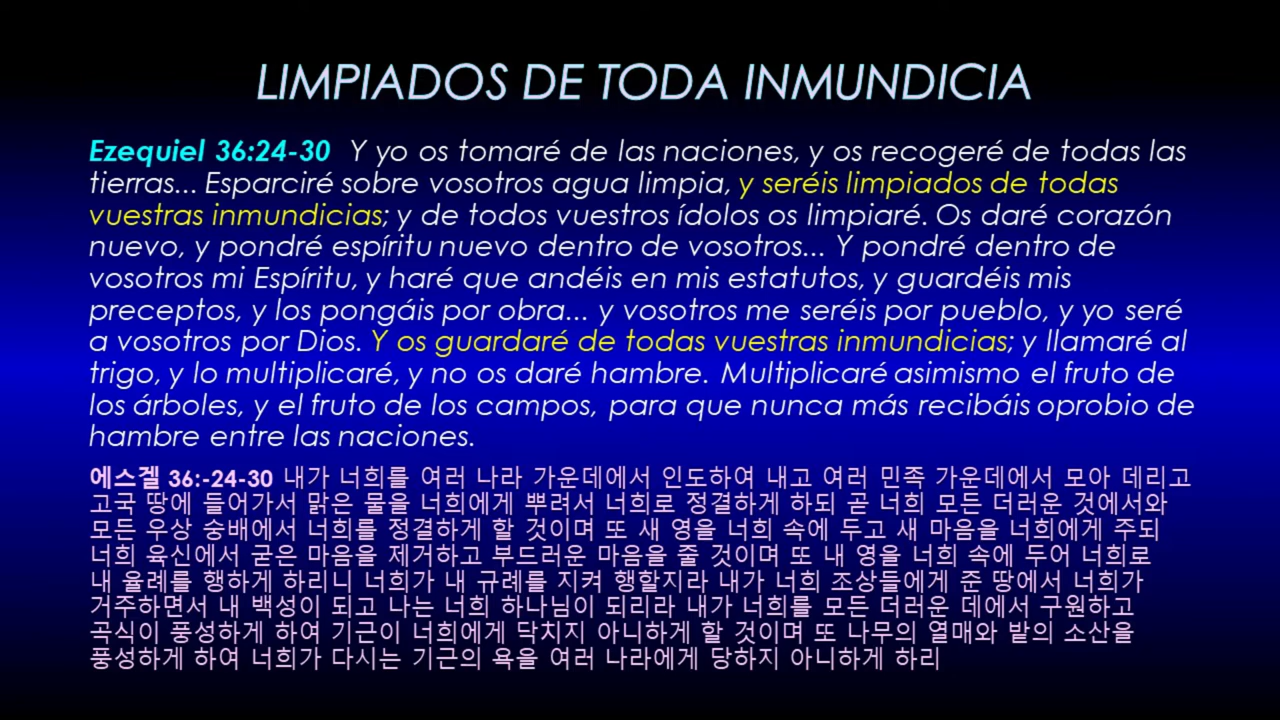 LIMPIADOS DE TODA INMUNDICIA
Ezequiel 36:24-30 Y yo os tomaré de las naciones, y os recogeré de todas las
tierras... Esparciré sobre vosotros agua limpia, y seréis limpiados de todas
vuestras inmundicias; y de todos vuestros ídolos os limpiaré. Os daré corazón
nuevo, y pondré espíritu nuevo dentro de vosotros... Y pondré dentro de
vosotros mi Espíritu, y haré que andéis en mis estatutos, y guardéis mis
preceptos, y los pongáis por obra... y vosotros me seréis por pueblo, y yo seré
a vosotros por Dios. Y os guardaré de todas vuestras inmundicias; y llamaré al
trigo, y lo multiplicaré, y no os daré hambre. Multiplicaré asimismo el fruto de
los árboles, y el fruto de los campos, para que nunca más recibáis oprobio de
hambre entre las naciones.
에스겔 36:-24-30 내가 너희를 여러 나라 가운데에서 인도하여 내고 여러 민족 가운데에서 모아 데리고
고국 땅에 들어가서 맑은 물을 너희에게 뿌려서 너희로 정결하게 하되 곧 너희 모든 더러운 것에서와
모든 우상 숭배에서 너희를 정결하게 할 것이며 또 새 영을 너희 속에 두고 새 마음을 너희에게 주되
너희 육신에서 굳은 마음을 제거하고 부드러운 마음을 줄 것이며 또 내 영을 너희 속에 두어 너희로
내 율례를 행하게 하리니 너희가 내 규례를 지켜 행할지라 내가 너희 조상들에게 준 땅에서 너희가
거주하면서 내 백성이 되고 나는 너희 하나님이 되리라 내가 너희를 모든 더러운 데에서 구원하고
곡식이 풍성하게 하여 기근이 너희에게 닥치지 아니하게 할 것이며 또 나무의 열매와 밭의 소산을
풍성하게 하여 너희가 다시는 기근의 욕을 여러 나라에게 당하지 아니하게 하리